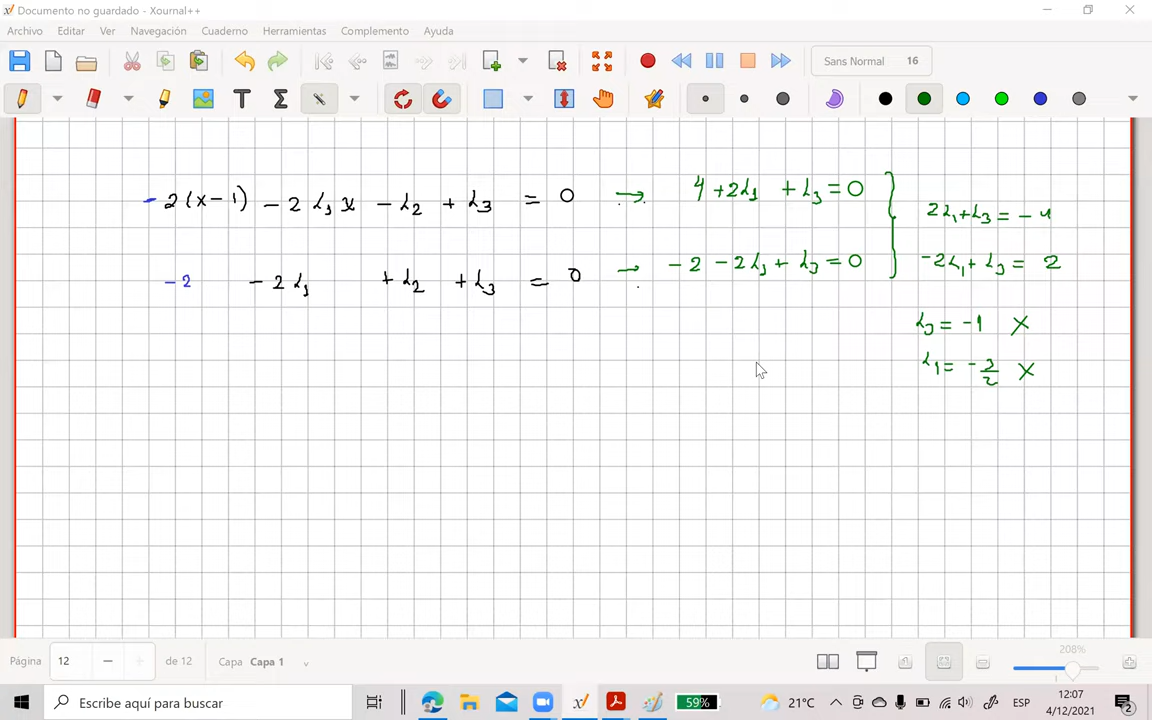 Documento no guardado - Xournal++
Archivo Editar Ver Navegación Cuaderno Herramientas Complemento Ayuda
Sans Normal 16
-2(x-1) - 2λ₁x - λ₂ + λ₃ = 0 → 4 + 2λ₁ + λ₃ = 0
2λ₁ + λ₃ = -4
-2 - 2λ₁ + λ₂ + λ₃ = 0 → -2 - 2λ₁ + λ₃ = 0
-2λ₁ + λ₃ = 2
λ₃ = -1 X
λ₁ = -3/2 X
Página 12 de 12 Capa Capa 1
208%
Escribe aquí para buscar
59%
21°C
ESP
12:07
4/12/2021
2